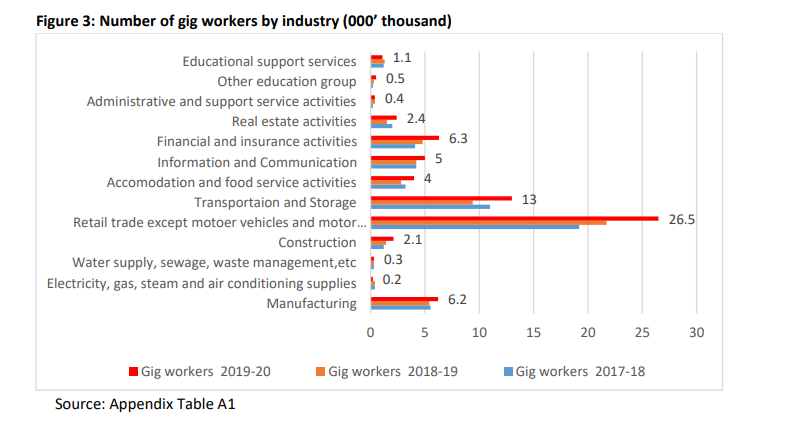 Figure 3: Number of gig workers by industry (000' thousand)
Educational support services 1.1
Other education group 0.5
Administrative and support service activities 0.4
Real estate activities 2.4
Financial and insurance activities 6.3
Information and Communication 5
Accomodation and food service activities 4
Transportaion and Storage 13
Retail trade except motoer vehicles and motor... 26.5
Construction 2.1
Water supply, sewage, waste management,etc 0.3
Electricity, gas, steam and air conditioning supplies 0.2
Manufacturing 6.2
0 5 10 15 20 25 30
Gig workers 2019-20 Gig workers 2018-19 Gig workers 2017-18
Source: Appendix Table A1